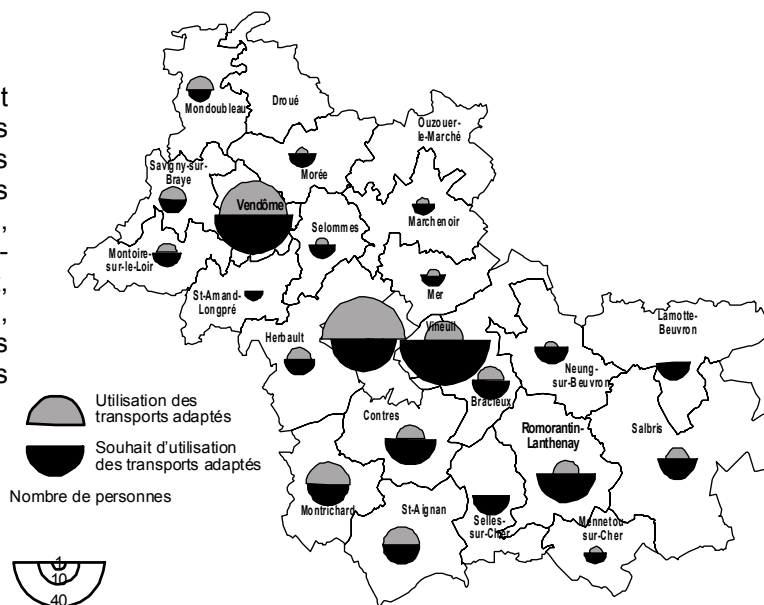 t
s
s
s
,
–
,
,
s
s
Mondoubleau
Droué
Ouzouer-
le-Marché
Savigny-sur-
Braye
Morée
Vendôme
Marchenoir
Selommes
Montoire-
sur-le-Loir
St-Amand-
Longpré
Mer
Lamotte-
Beuvron
Herbault
Vineuil
Neung-
sur-Beuvron
Bracieux
Contres
Romorantin-
Lanthenay
Salbris
Montrichard
St-Aignan
Selles-
sur-Cher
Mennetou-
sur-Cher
Utilisation des
transports adaptés
Souhait d'utilisation
des transports adaptés
Nombre de personnes
1
10
40